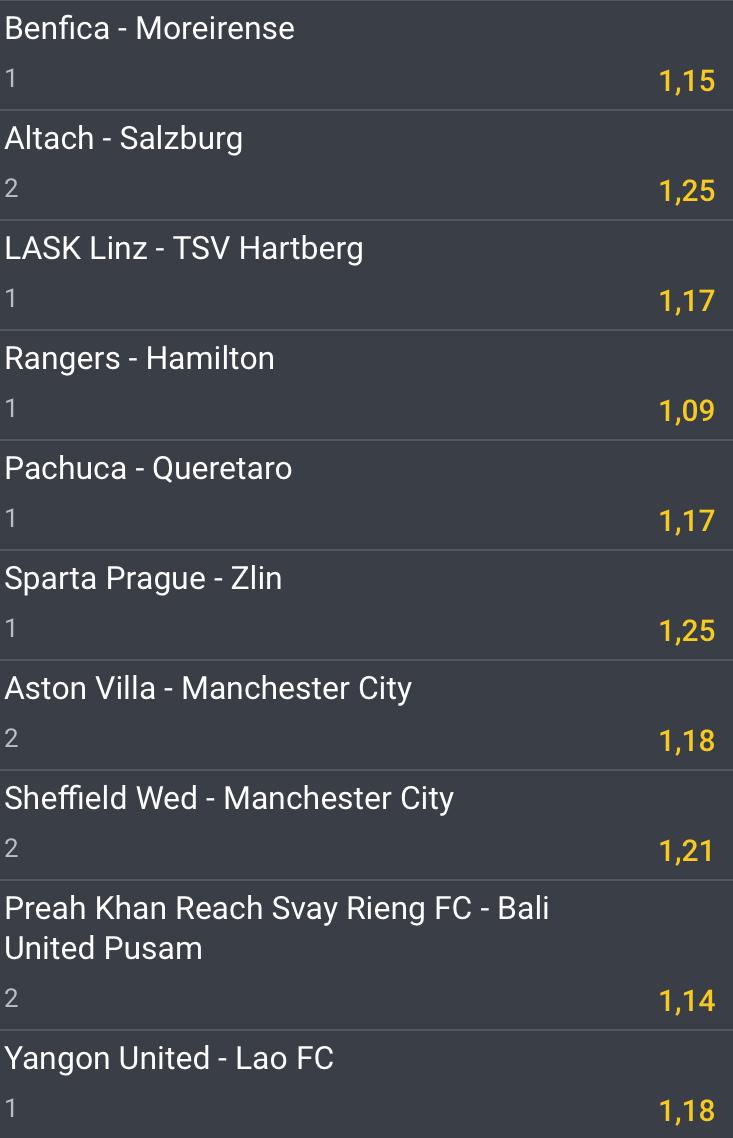 Benfica - Moreirense
1
1,15
Altach - Salzburg
2
1,25
LASK Linz - TSV Hartberg
1
1,17
Rangers - Hamilton
1
1,09
Pachuca - Queretaro
1
1,17
Sparta Prague - Zlin
1
1,25
Aston Villa - Manchester City
2
1,18
Sheffield Wed - Manchester City
2
1,21
Preah Khan Reach Svay Rieng FC - Bali
United Pusam
2
1,14
Yangon United - Lao FC
1
1,18